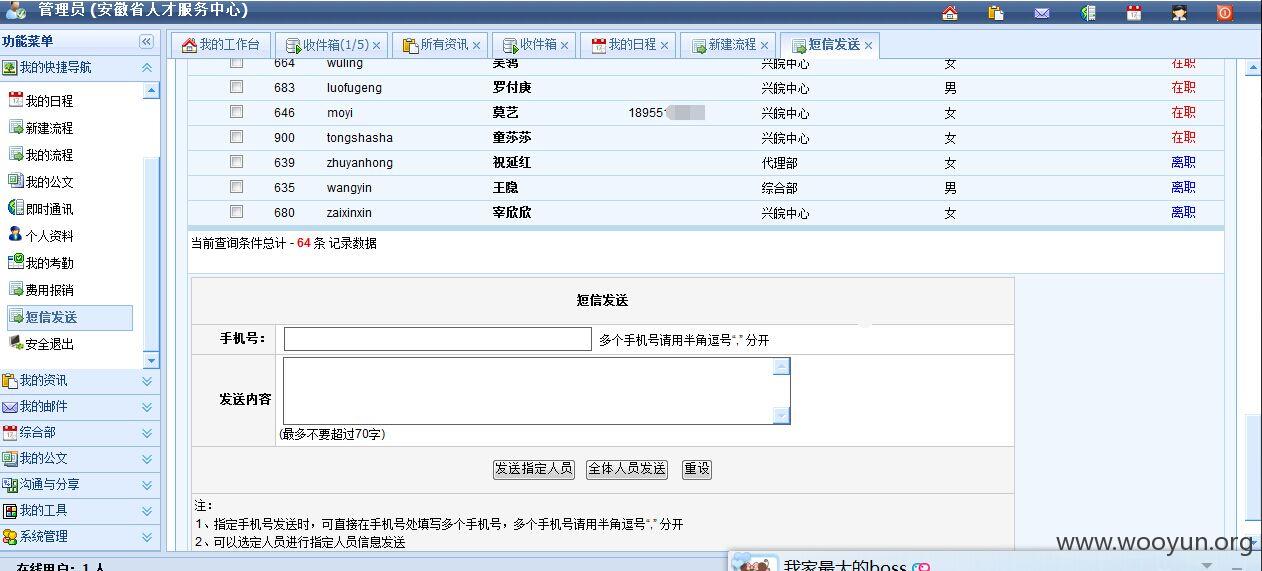 管理员 (安徽省人才服务中心)
功能菜单
我的快捷导航
我的日程
新建流程
我的流程
我的公文
即时通讯
个人资料
我的考勤
费用报销
短信发送
安全退出
我的资讯
我的邮件
综合部
我的公文
沟通与分享
我的工具
系统管理
在线用户: 1 人
我的工作台 收件箱(1/5) 所有资讯 收件箱 我的日程 新建流程 短信发送
664 wuling 兴皖中心 女 在职
683 luofugeng 罗付庚 兴皖中心 男 在职
646 moyi 莫艺 18955 兴皖中心 女 在职
900 tongshasha 童莎莎 兴皖中心 女 在职
639 zhuyanhong 祝延红 代理部 女 离职
635 wangyin 王隐 综合部 男 离职
680 zaixinxin 宰欣欣 兴皖中心 女 离职
当前查询条件总计 - 64 条 记录数据
短信发送
手机号： 多个手机号请用半角逗号“,” 分开
发送内容
(最多不要超过70字)
发送指定人员 全体人员发送 重设
注：
1、指定手机号发送时，可直接在手机号处填写多个手机号，多个手机号请用半角逗号“,” 分开
2、可以选定人员进行指定人员信息发送
www.wooyun.org
我家最大的boss